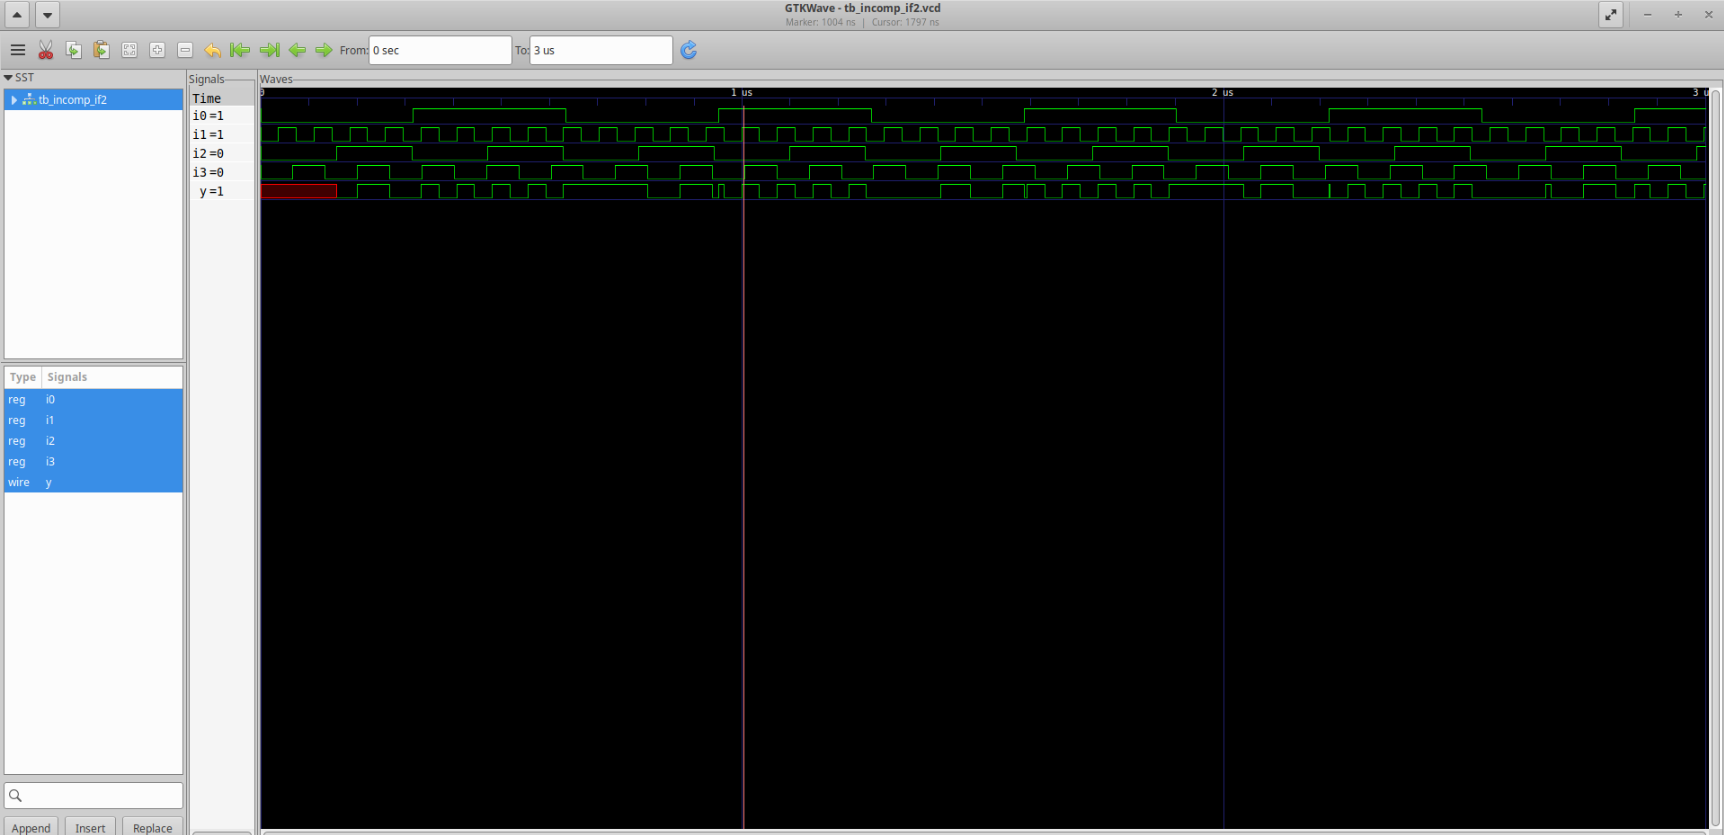 GTKWave - tb_incomp_if2.vcd
Marker: 1004 ns | Cursor: 1797 ns
From: 0 sec To: 3 us
SST
tb_incomp_if2
Type Signals
reg i0
reg i1
reg i2
reg i3
wire y
Append Insert Replace
Signals
Time
i0=1
i1=1
i2=0
i3=0
y=1
Waves
0 1 us 2 us 3 u